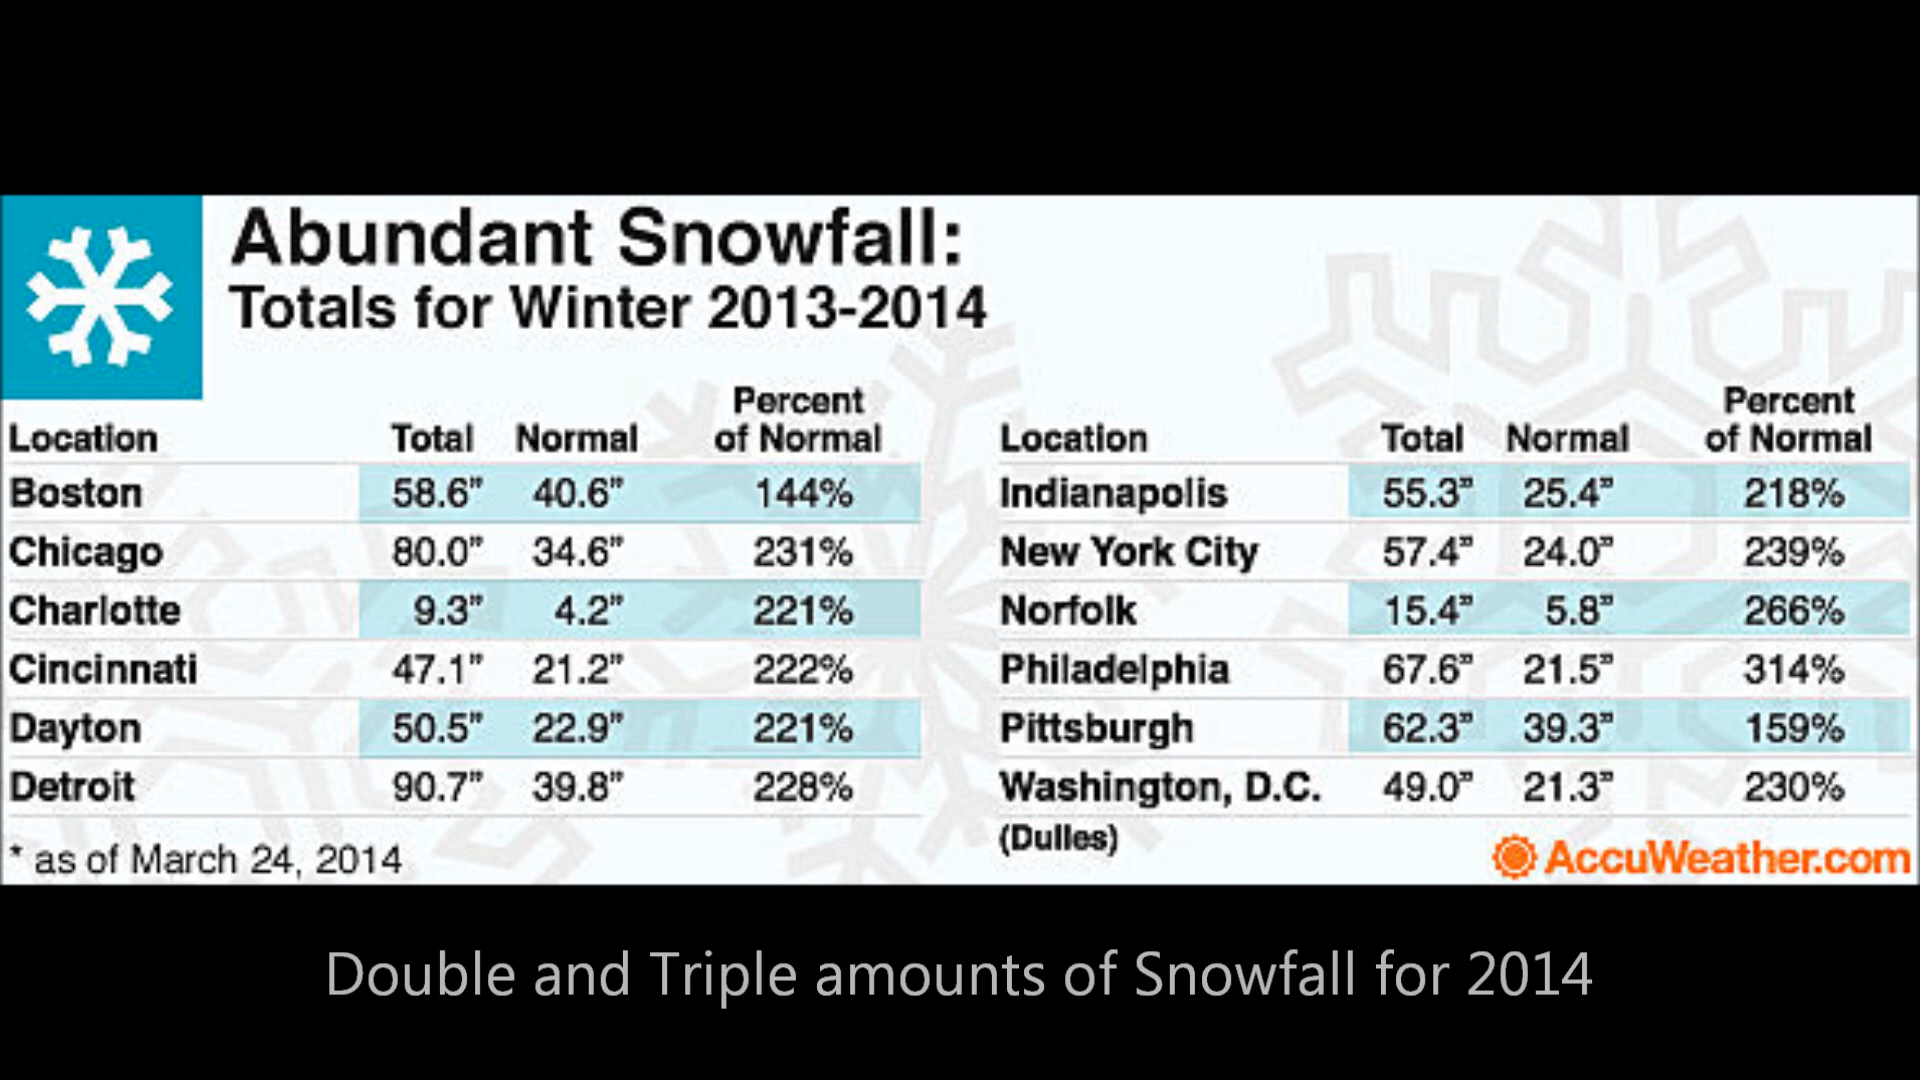 Abundant Snowfall:
Totals for Winter 2013-2014
Location Total Normal Percent of Normal
Boston 58.6” 40.6” 144%
Chicago 80.0” 34.6” 231%
Charlotte 9.3” 4.2” 221%
Cincinnati 47.1” 21.2” 222%
Dayton 50.5” 22.9” 221%
Detroit 90.7” 39.8” 228%
* as of March 24, 2014
Location Total Normal Percent of Normal
Indianapolis 55.3” 25.4” 218%
New York City 57.4” 24.0” 239%
Norfolk 15.4” 5.8” 266%
Philadelphia 67.6” 21.5” 314%
Pittsburgh 62.3” 39.3” 159%
Washington, D.C. 49.0” 21.3” 230%
(Dulles)
AccuWeather.com
Double and Triple amounts of Snowfall for 2014